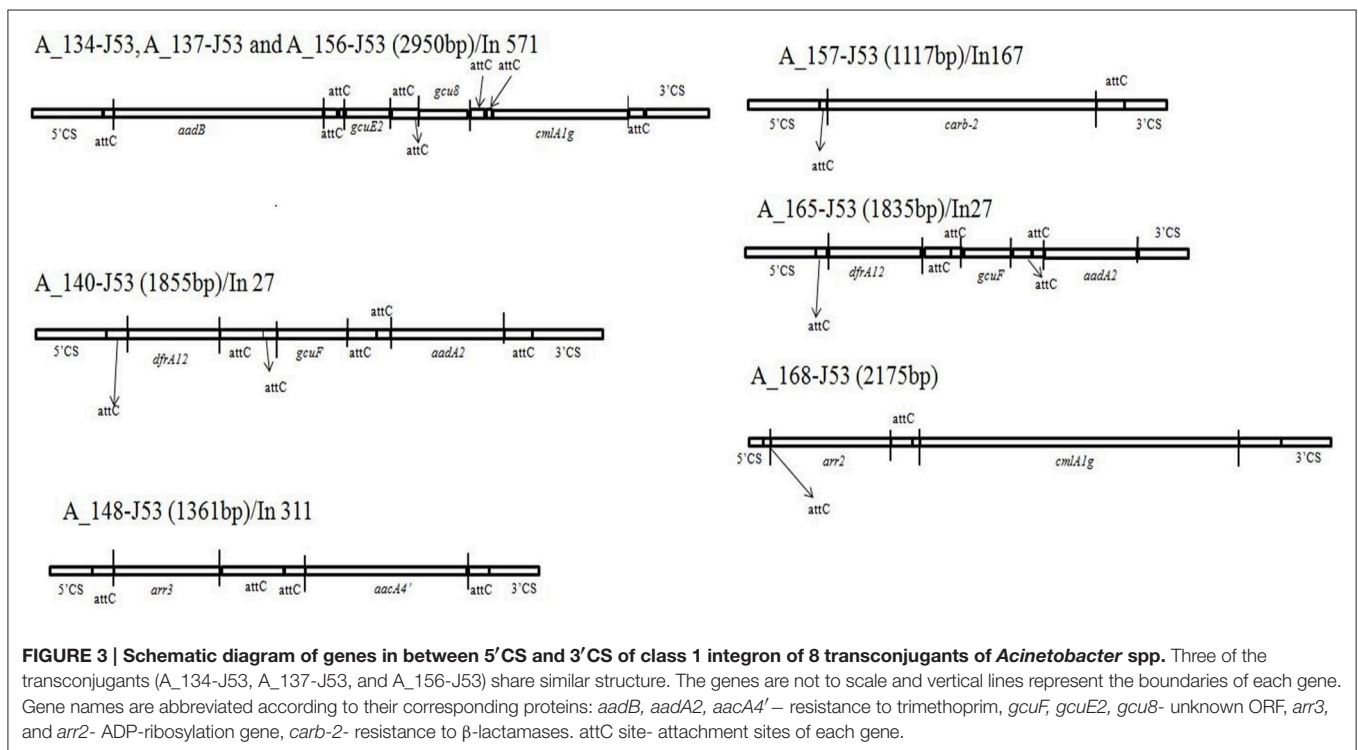 A_134-J53, A_137-J53 and A_156-J53 (2950bp)/In 571
attC attC
attC attC gcu8 3'CS
5'CS attC aadB attC gcuE2 attC cmlA1g attC
A_140-J53 (1855bp)/In 27
attC
5'CS dfrA12 attC gcuF attC aadA2 attC 3'CS
attC attC
A_148-J53 (1361bp)/In 311
5'CS attC arr3 attC attC aacA4' attC 3'CS
A_157-J53 (1117bp)/In167
attC
5'CS carb-2 3'CS
attC
A_165-J53 (1835bp)/In27
attC attC 3'CS
5'CS dfrA12 attC gcuF attC aadA2
attC
A_168-J53 (2175bp)
attC
5'CS arr2 cmlA1g 3'CS
attC
FIGURE 3 | Schematic diagram of genes in between 5′CS and 3′CS of class 1 integron of 8 transconjugants of Acinetobacter spp. Three of the
transconjugants (A_134-J53, A_137-J53, and A_156-J53) share similar structure. The genes are not to scale and vertical lines represent the boundaries of each gene.
Gene names are abbreviated according to their corresponding proteins: aadB, aadA2, aacA4′ – resistance to trimethoprim, gcuF, gcuE2, gcu8- unknown ORF, arr3,
and arr2- ADP-ribosylation gene, carb-2- resistance to β-lactamases. attC site- attachment sites of each gene.